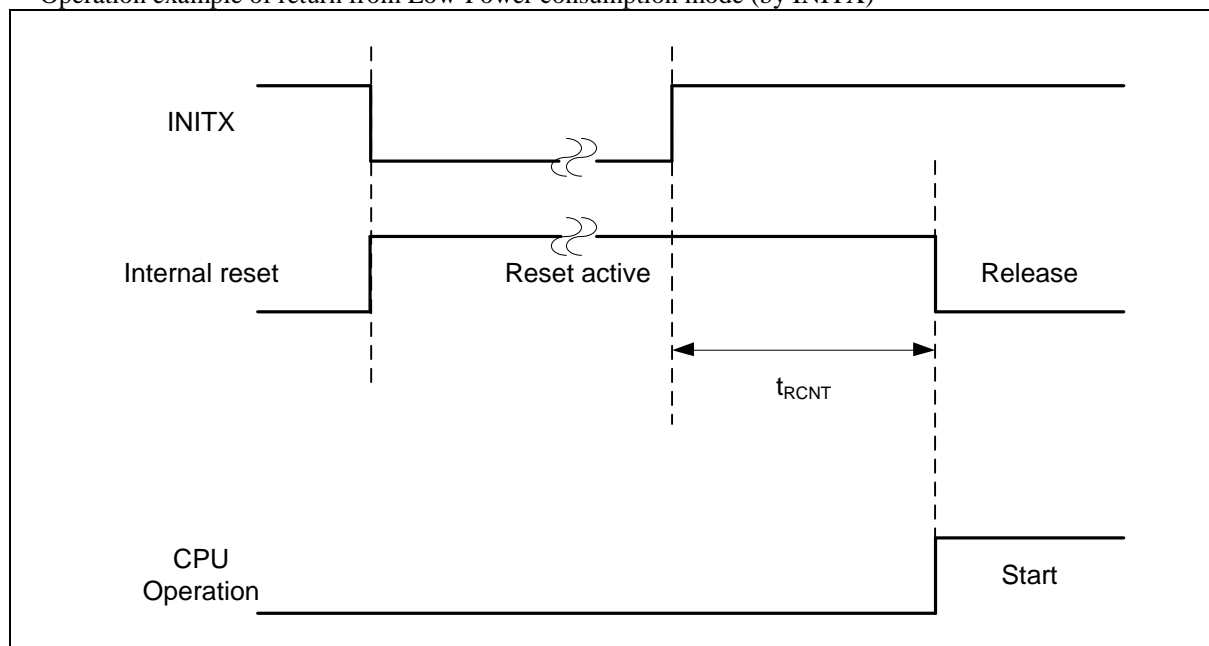 Operation example of return from Low Power consumption mode (by INITX)
INITX
Internal reset
Reset active
Release
tRCNT
CPU
Operation
Start